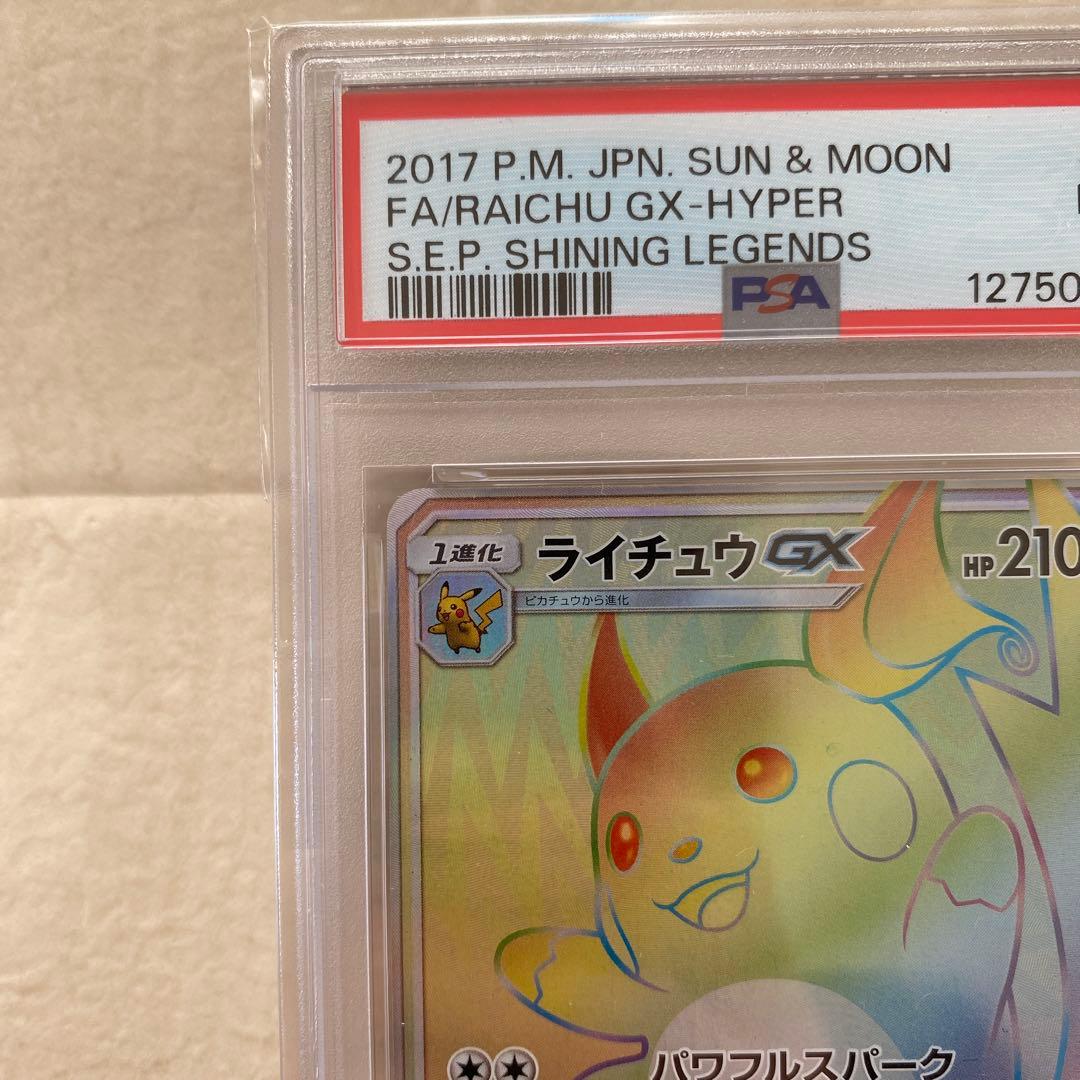 2017 P.M. JPN. SUN & MOON
FA/RAICHU GX-HYPER
S.E.P. SHINING LEGENDS
PSA
12750
1進化
ライチュウGX
HP 210
ピカチュウから進化
パワフルスパーク